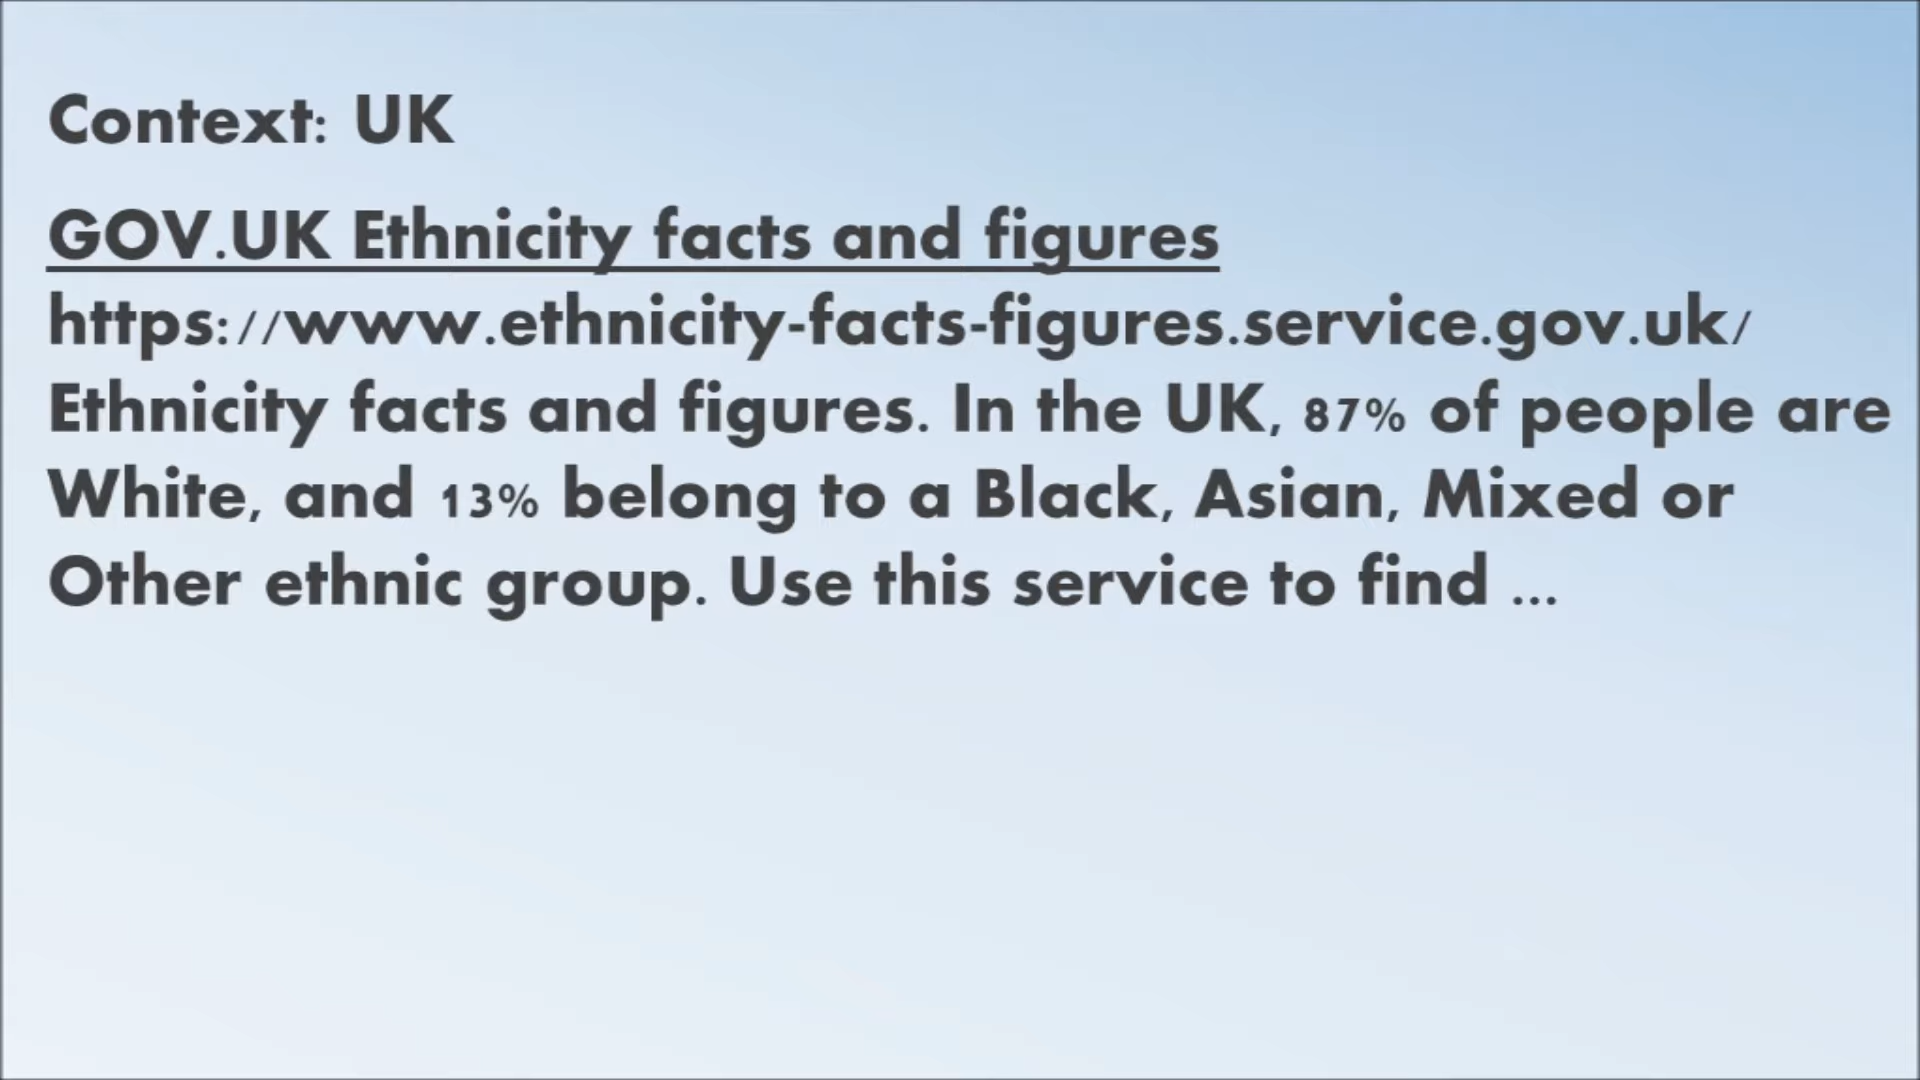 Context: UK
GOV.UK Ethnicity facts and figures
https://www.ethnicity-facts-figures.service.gov.uk/
Ethnicity facts and figures. In the UK, 87% of people are
White, and 13% belong to a Black, Asian, Mixed or
Other ethnic group. Use this service to find ...